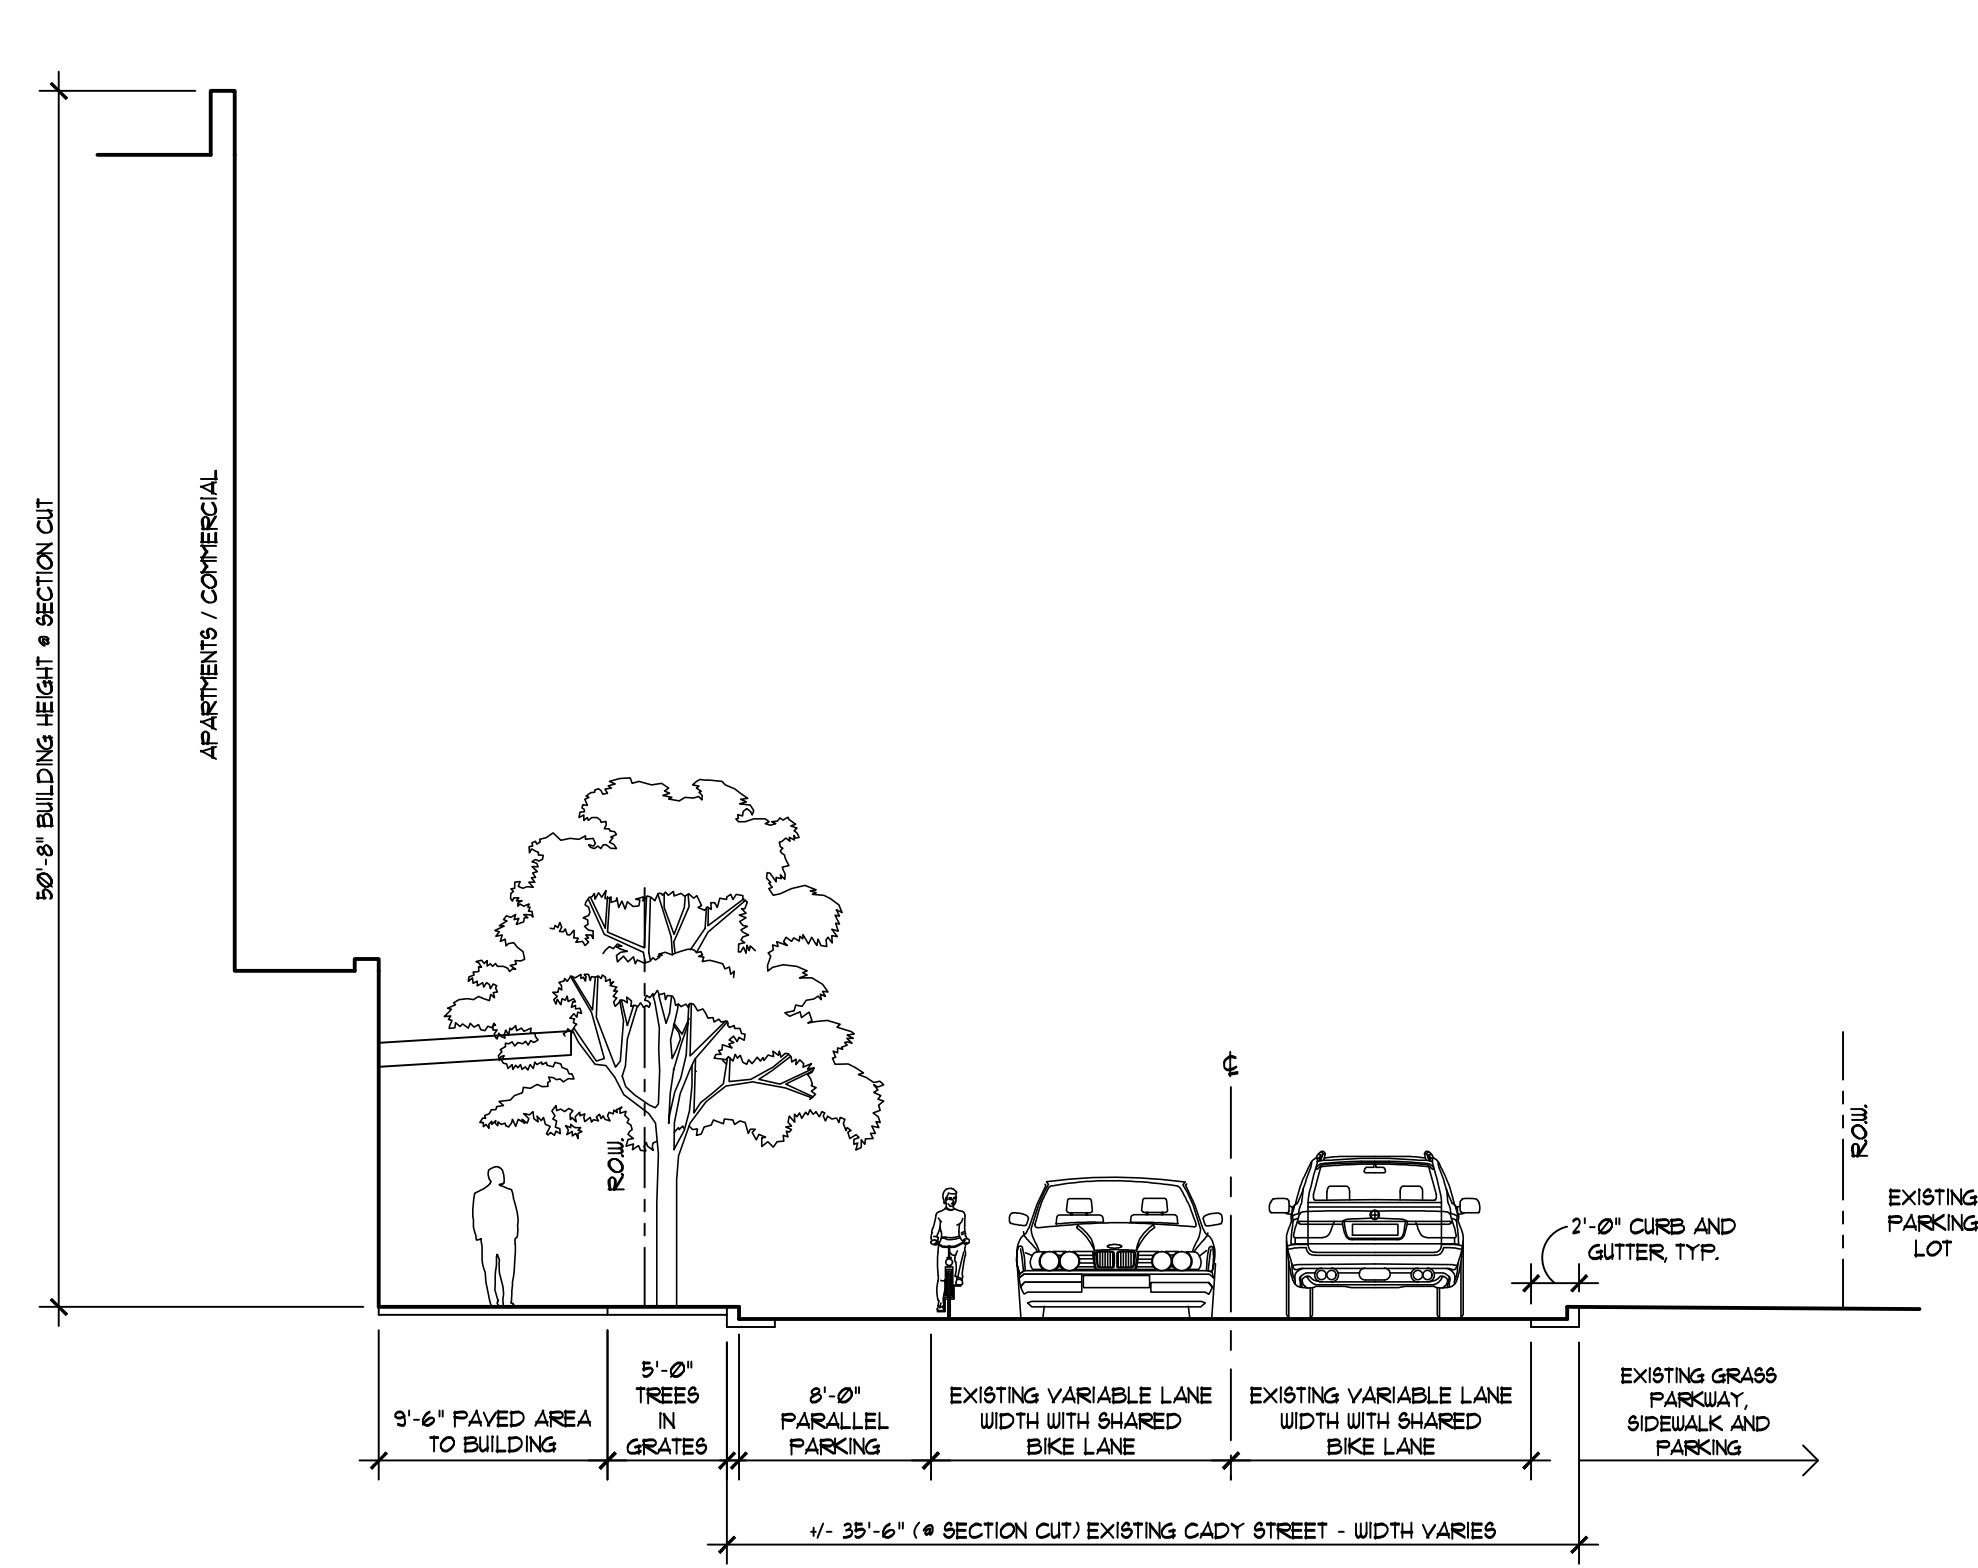 50'-8" BUILDING HEIGHT @ SECTION CUT
APARTMENTS / COMMERCIAL
R.O.W.
℄
R.O.W.
EXISTING
PARKING
LOT
2'-0" CURB AND
GUTTER, TYP.
9'-6" PAVED AREA
TO BUILDING
5'-0"
TREES
IN
GRATES
8'-0"
PARALLEL
PARKING
EXISTING VARIABLE LANE
WIDTH WITH SHARED
BIKE LANE
EXISTING VARIABLE LANE
WIDTH WITH SHARED
BIKE LANE
EXISTING GRASS
PARKWAY,
SIDEWALK AND
PARKING
+/- 35'-6" (@ SECTION CUT) EXISTING CADY STREET - WIDTH VARIES